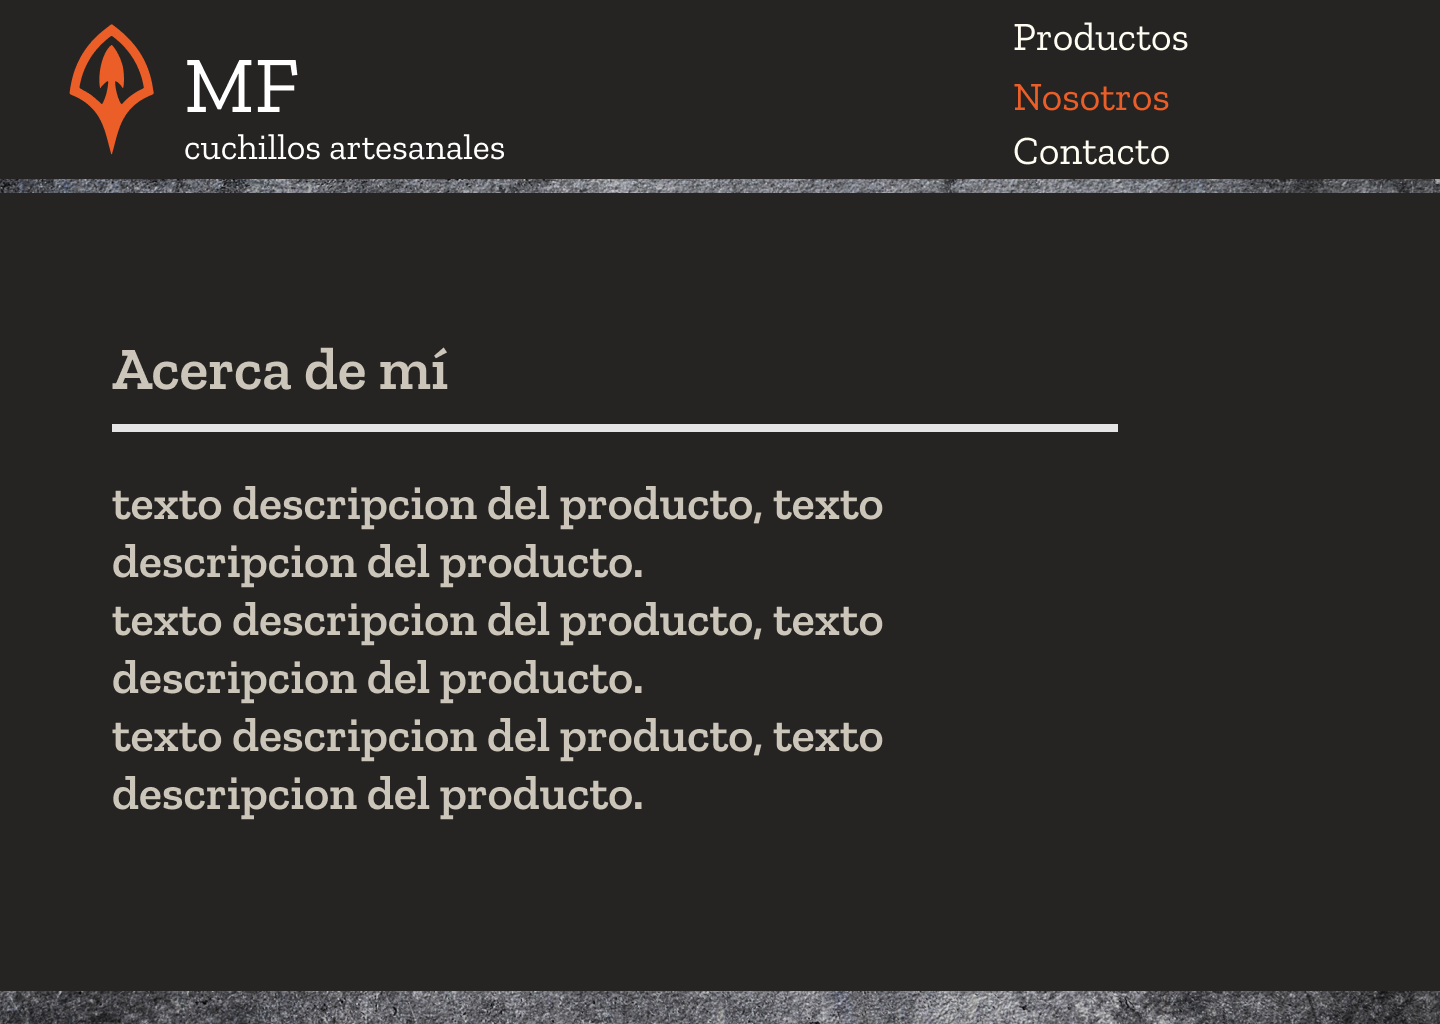 MF
cuchillos artesanales
Productos
Nosotros
Contacto
Acerca de mí
texto descripcion del producto, texto
descripcion del producto.
texto descripcion del producto, texto
descripcion del producto.
texto descripcion del producto, texto
descripcion del producto.